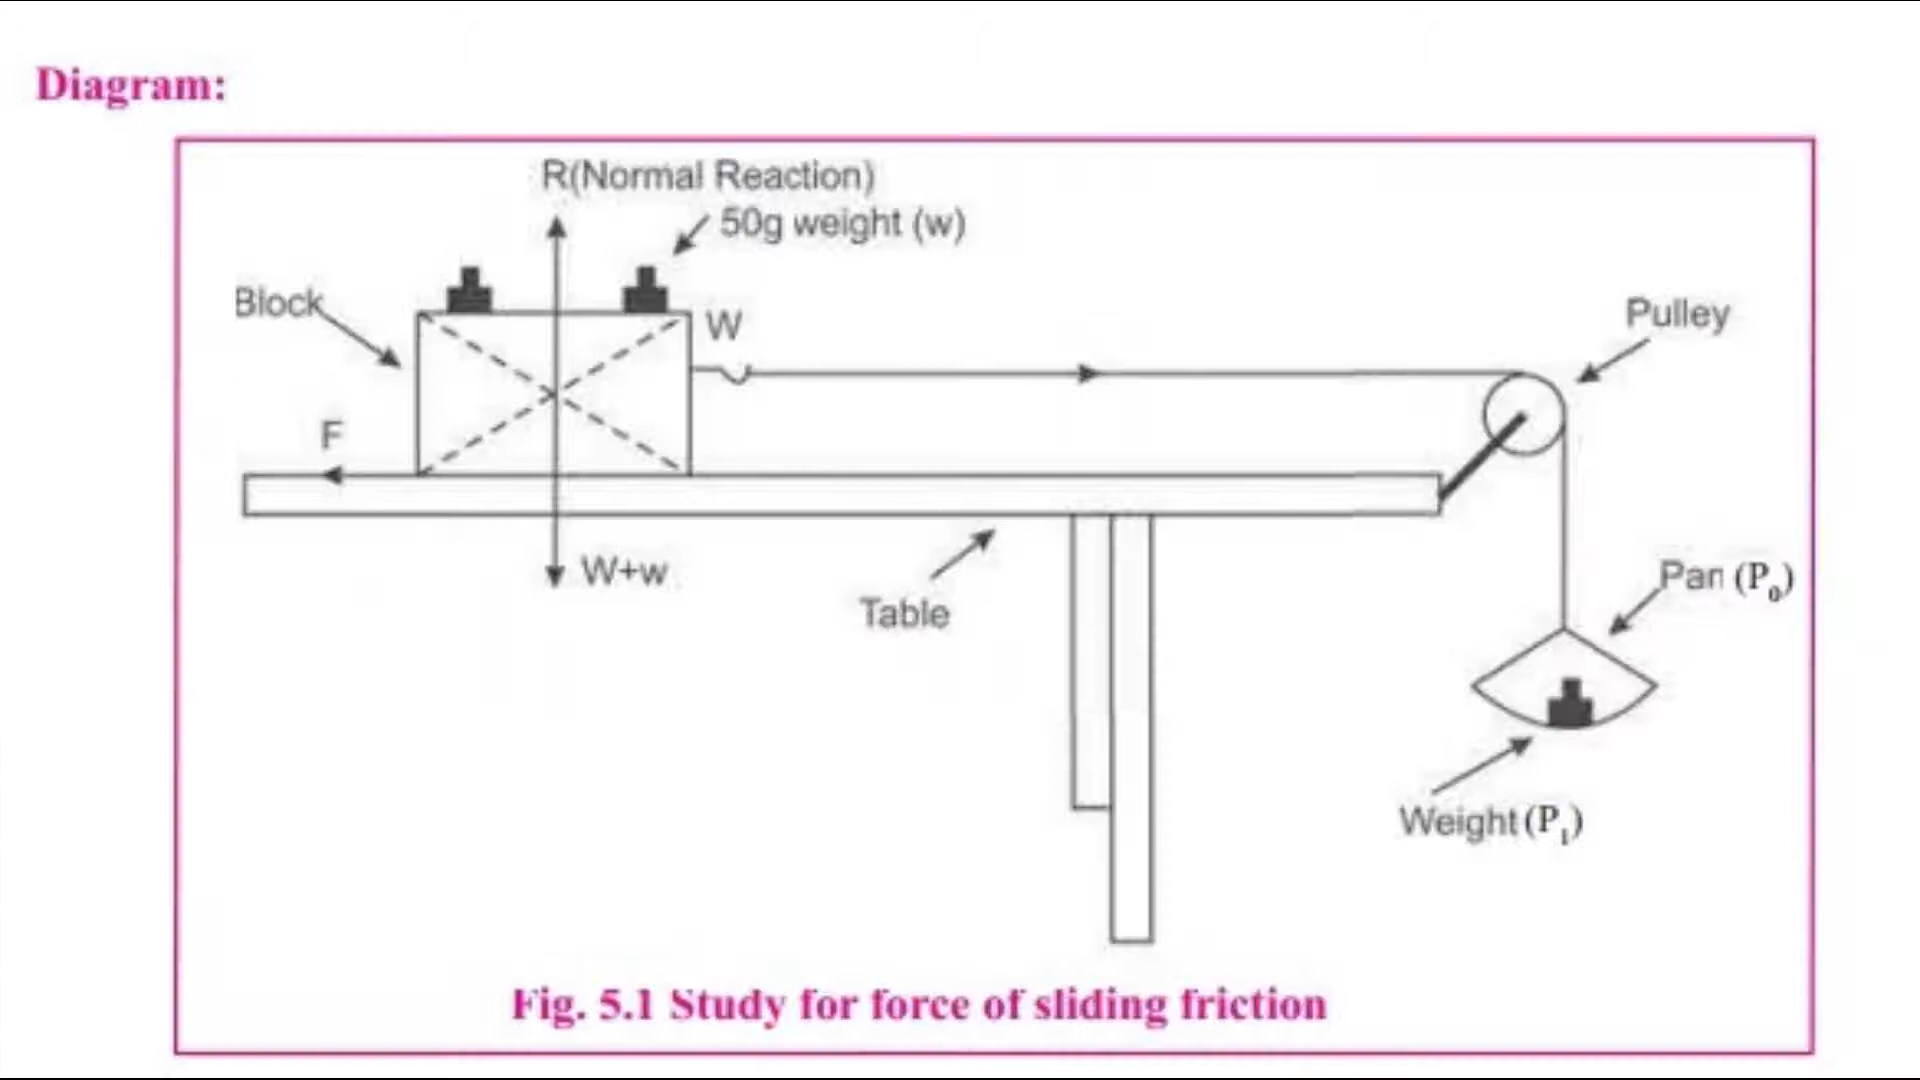 Diagram:
R(Normal Reaction)
50g weight (w)
Block
W
Pulley
F
W+w
Table
Pan (P₀)
Weight (P₁)
Fig. 5.1 Study for force of sliding friction